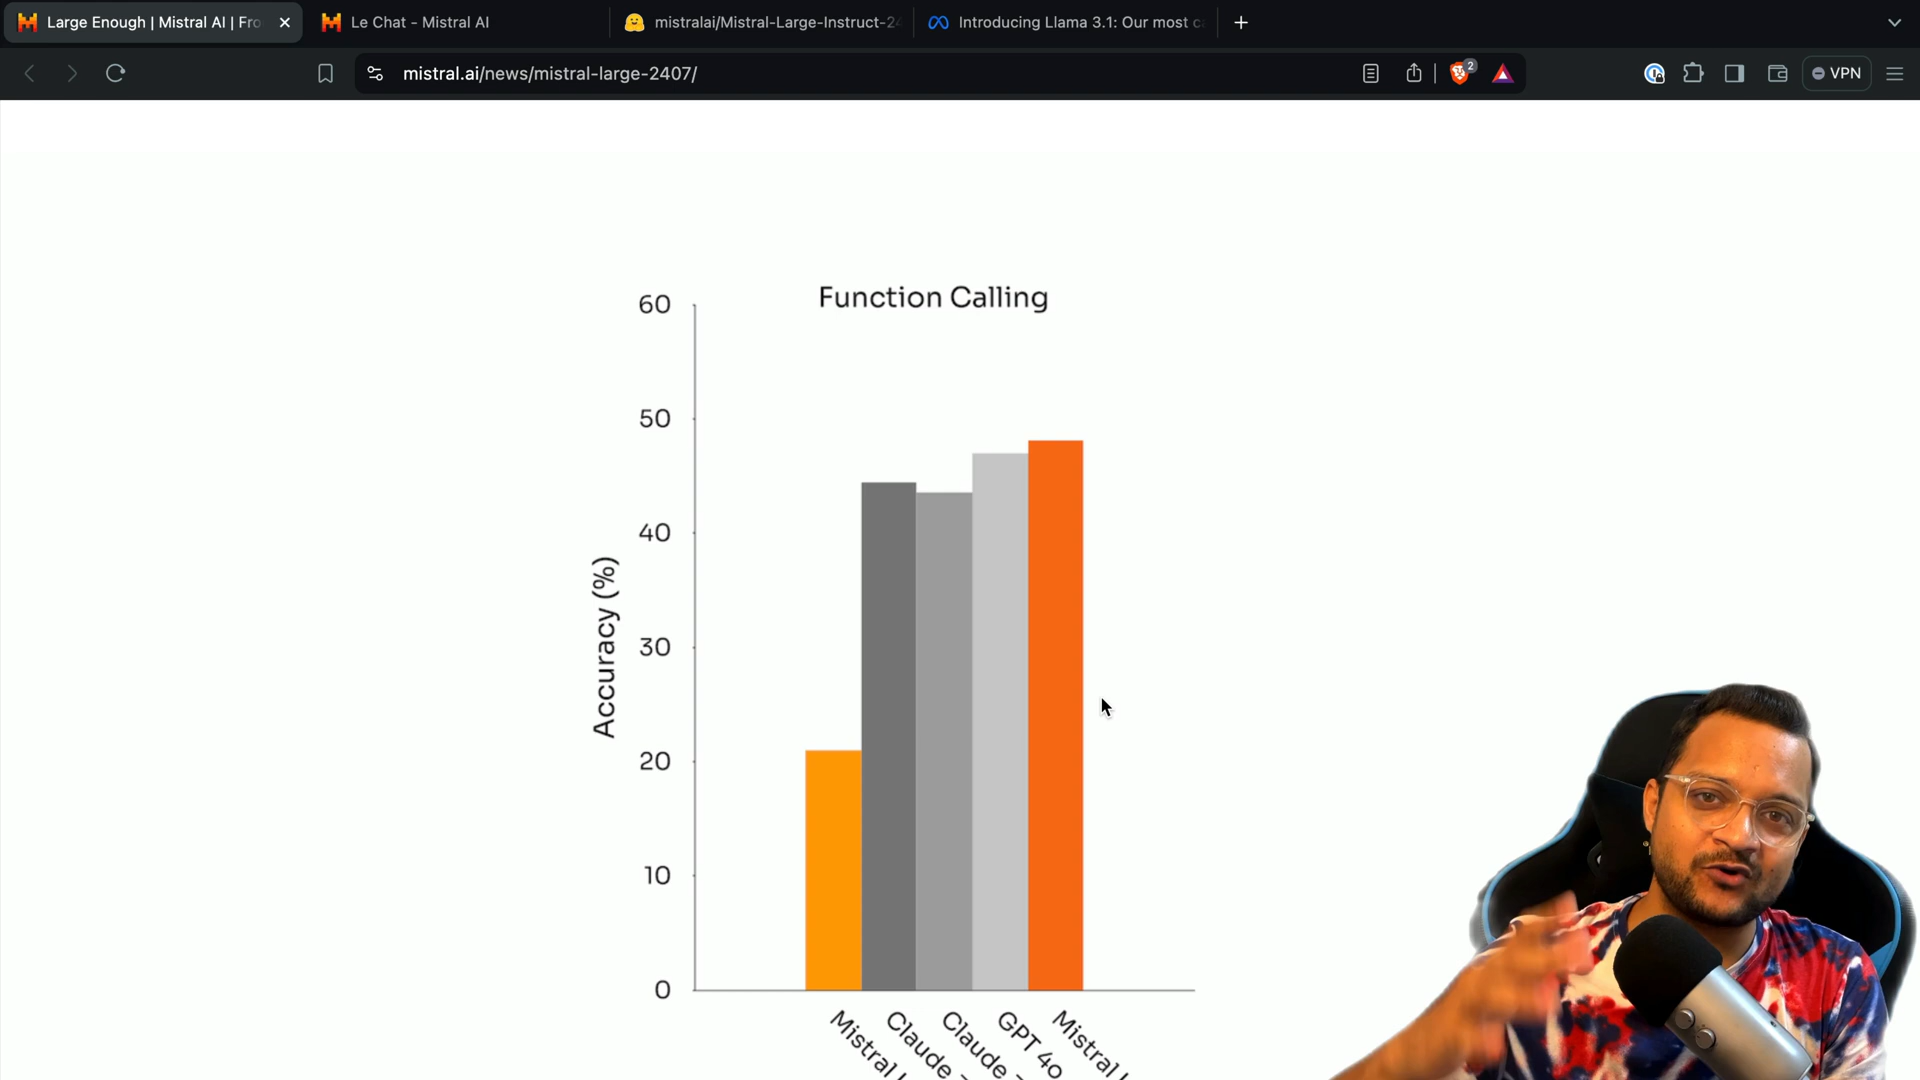 Large Enough | Mistral AI | Fro
Le Chat - Mistral AI
mistralai/Mistral-Large-Instruct-24
Introducing Llama 3.1: Our most ca
mistral.ai/news/mistral-large-2407/
2
VPN
Function Calling
60
50
40
30
20
10
0
Accuracy (%)
Mistral
Claude
Claude
GPT 4o
Mistral